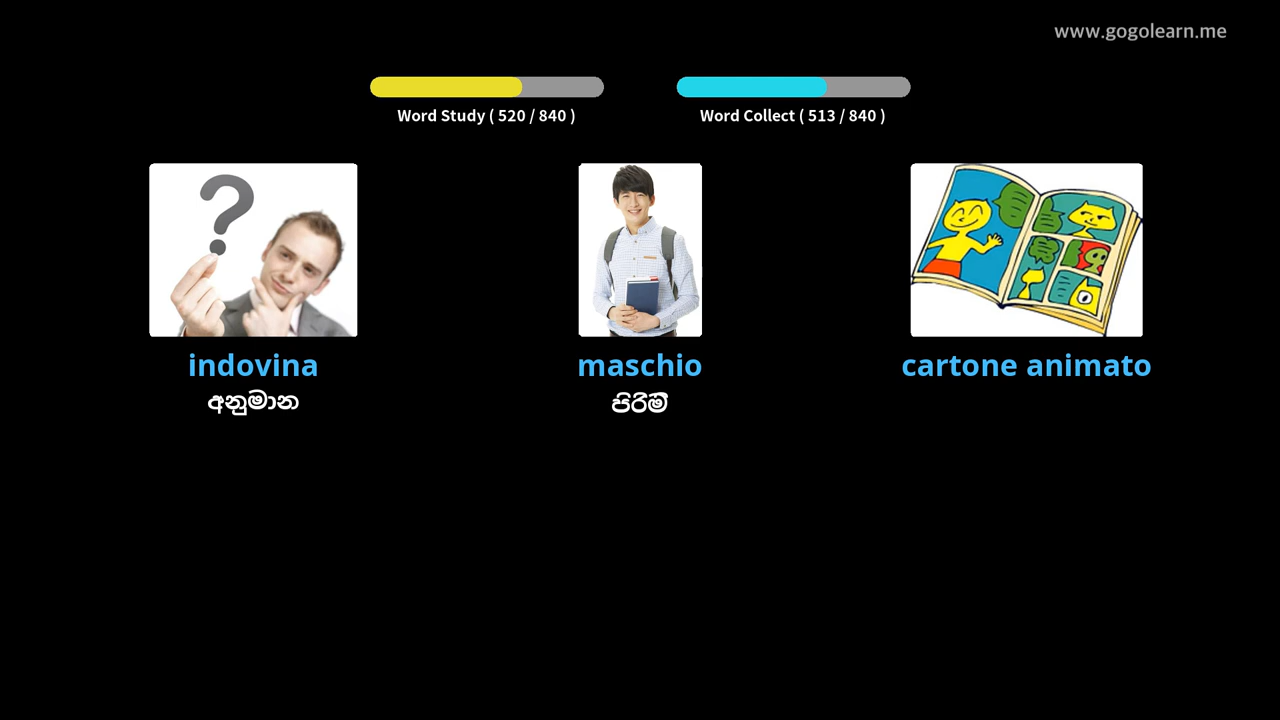 www.gogolearn.me
Word Study ( 520 / 840 )
Word Collect ( 513 / 840 )
indovina
maschio
cartone animato
අනුමාන
පිරිමි